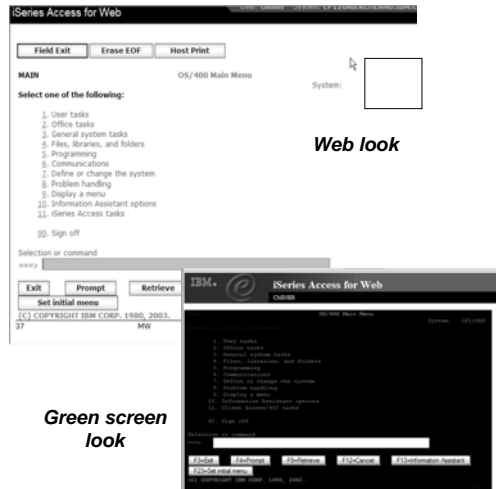 iSeries Access for Web
Field Exit Erase EOF Host Print
MAIN OS/400 Main Menu
System:
Select one of the following:
1. User tasks
2. Office tasks
3. General system tasks
4. Files, libraries, and folders
5. Programming
6. Communications
7. Define or change the system
8. Problem handling
9. Display a menu
10. Information Assistant options
11. iSeries Access tasks
90. Sign off
Selection or command
===>
Exit Prompt Retrieve
Set initial menu
(C) COPYRIGHT IBM CORP. 1980, 2003.
37 MW
Web look
IBM. iSeries Access for Web
OS/400 Main Menu
System:
1. User tasks
2. Office tasks
3. General system tasks
4. Files, libraries, and folders
5. Programming
6. Communications
7. Define or change the system
8. Problem handling
9. Display a menu
10. Information Assistant options
11. Client Access/400 tasks
90. Sign off
Selection or command
F3=Exit F4=Prompt F9=Retrieve F12=Cancel F13=Information Assistant
F23=Set initial menu
(C) COPYRIGHT IBM CORP. 1980, 2002.
Green screen
look